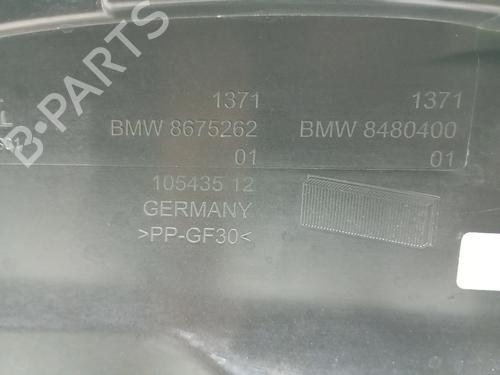 1371 1371
BMW 8675262 BMW 8480400
01 01
105435 12
GERMANY
>PP-GF30<
B-PARTS